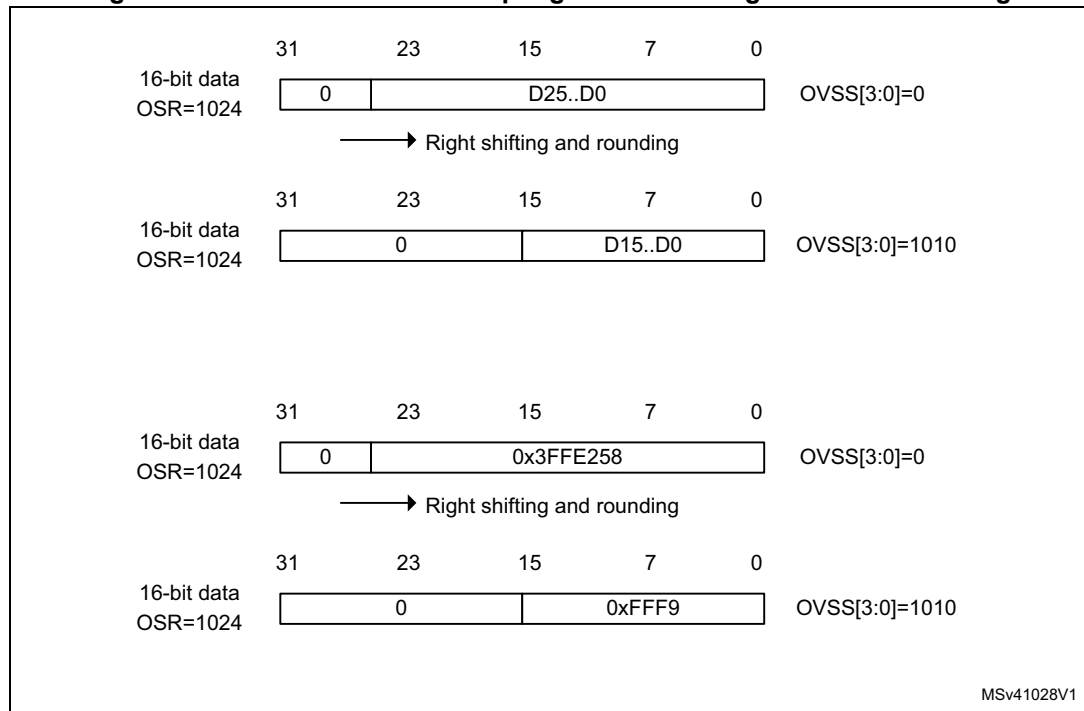 31 23 15 7 0
16-bit data
OSR=1024
0 D25..D0 OVSS[3:0]=0
Right shifting and rounding
31 23 15 7 0
16-bit data
OSR=1024
0 D15..D0 OVSS[3:0]=1010
31 23 15 7 0
16-bit data
OSR=1024
0 0x3FFE258 OVSS[3:0]=0
Right shifting and rounding
31 23 15 7 0
16-bit data
OSR=1024
0 0xFFF9 OVSS[3:0]=1010
MSv41028V1